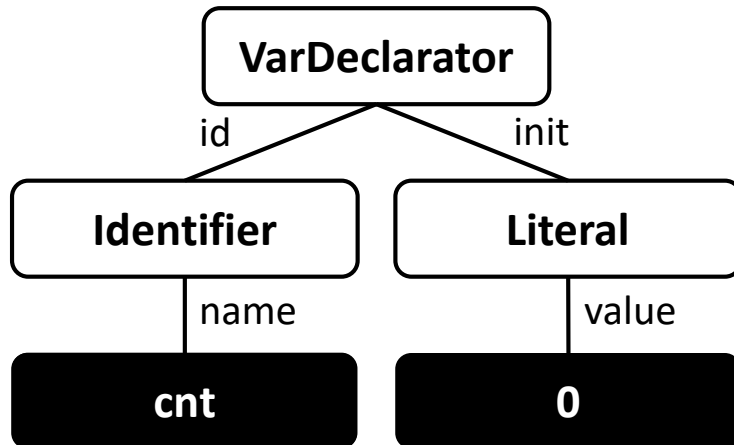 VarDeclarator
id
init
Identifier
Literal
name
value
cnt
0